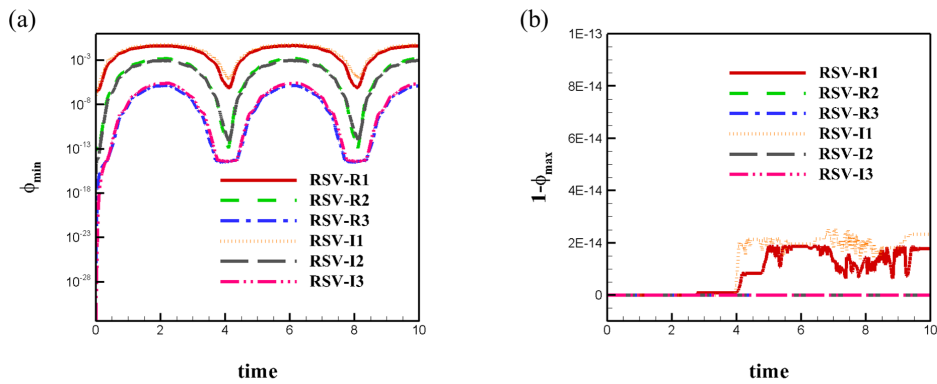 (a)
ϕmin
10^-3
10^-8
10^-13
10^-18
10^-23
10^-28
RSV-R1
RSV-R2
RSV-R3
RSV-I1
RSV-I2
RSV-I3
0 2 4 6 8 10
time
(b)
1-ϕmax
1E-13
8E-14
6E-14
4E-14
2E-14
0
RSV-R1
RSV-R2
RSV-R3
RSV-I1
RSV-I2
RSV-I3
0 2 4 6 8 10
time